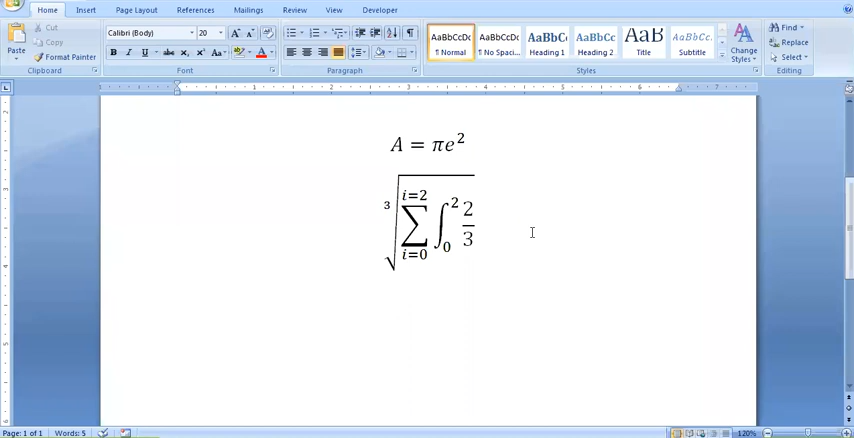 Home Insert Page Layout References Mailings Review View Developer
Paste Cut Copy Format Painter
Calibri (Body) 20
AaBbCcDc AaBbCcDc AaBbC AaBbCc AaB AaBbCc
¶ Normal ¶ No Spaci... Heading 1 Heading 2 Title Subtitle
Change Styles
Find Replace Select
Clipboard Font Paragraph Styles Editing
A = πe²
∛(∑_{i=0}^{i=2} ∫_0^2 2/3)
Page: 1 of 1 Words: 5 120%